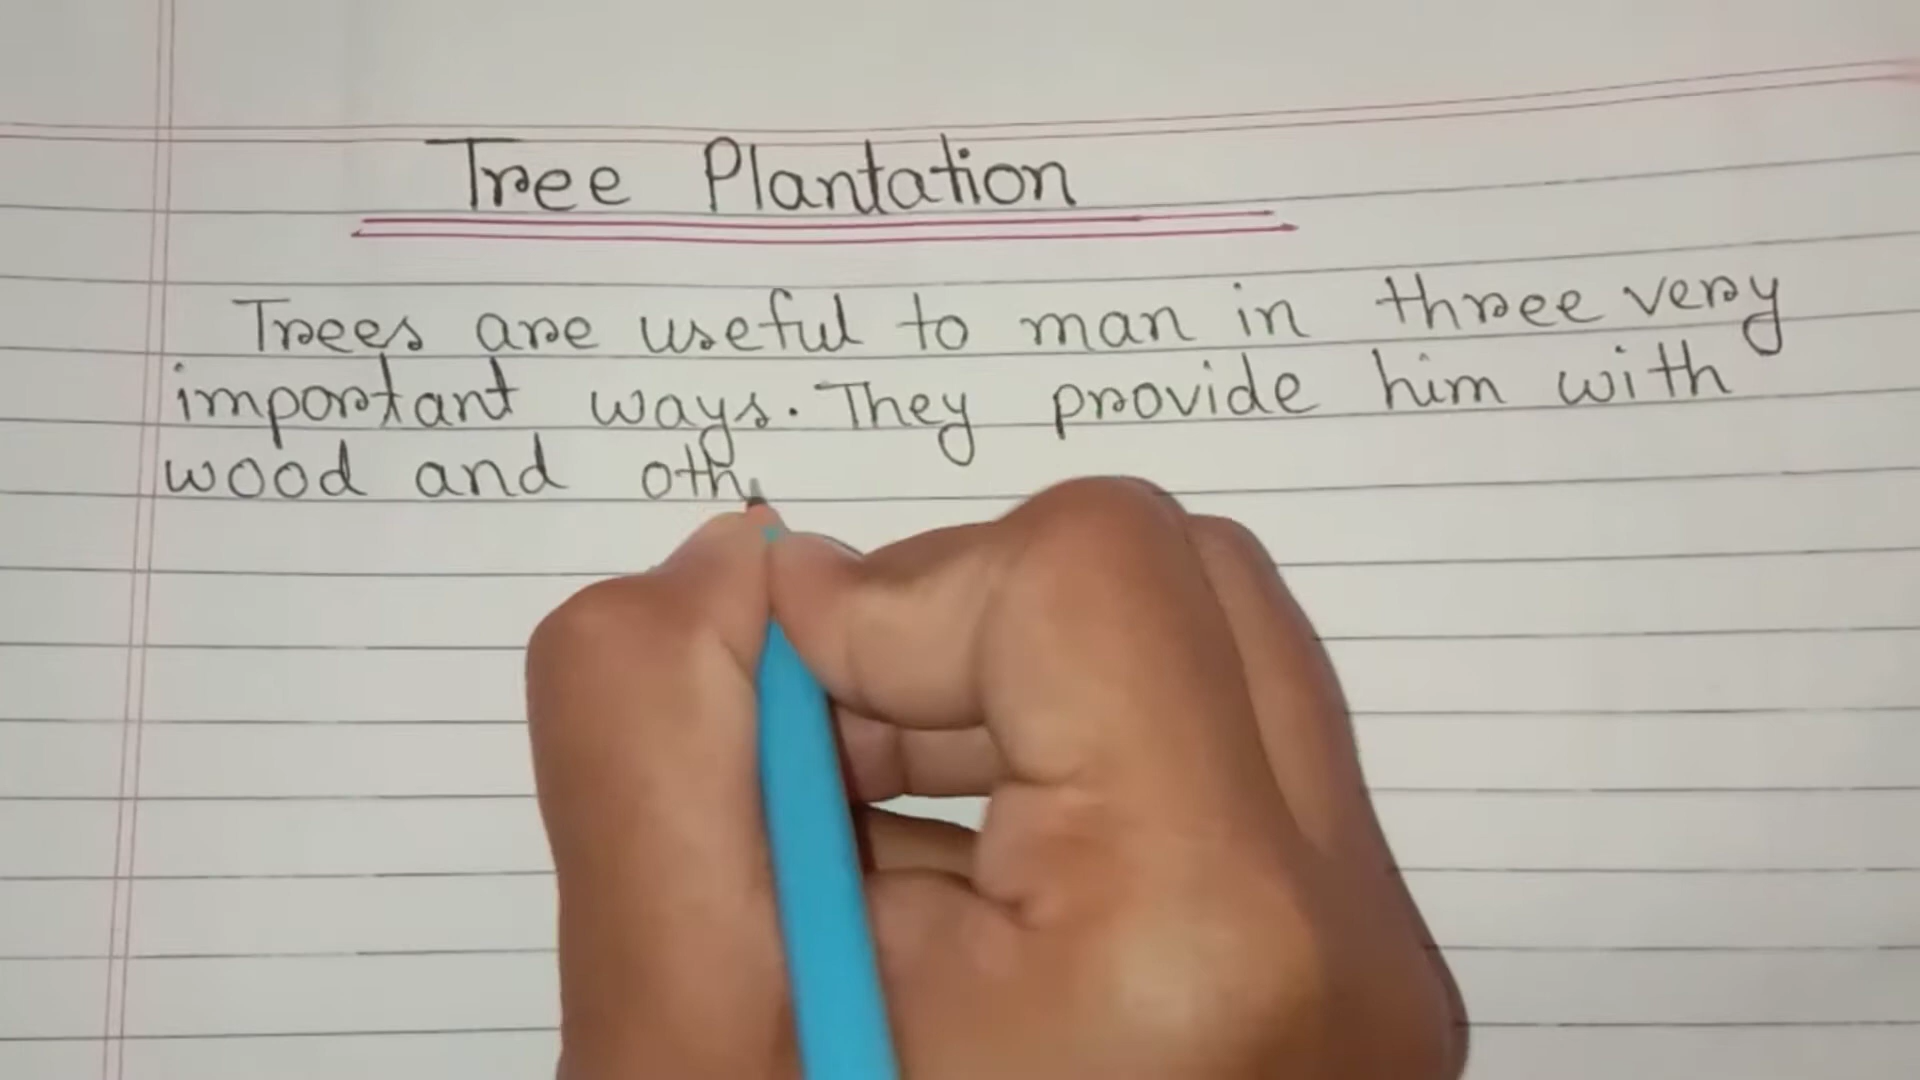 Tree Plantation
Trees are useful to man in three very
important ways. They provide him with
wood and oth